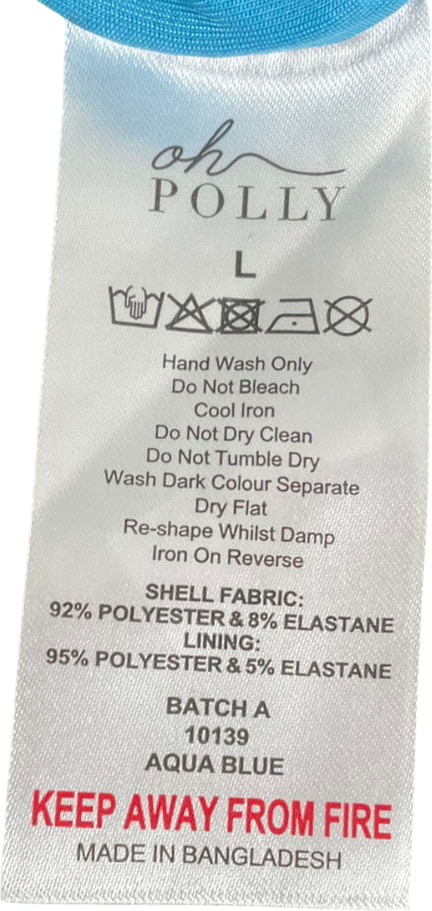 oh
POLLY
L
Hand Wash Only
Do Not Bleach
Cool Iron
Do Not Dry Clean
Do Not Tumble Dry
Wash Dark Colour Separate
Dry Flat
Re-shape Whilst Damp
Iron On Reverse
SHELL FABRIC:
92% POLYESTER & 8% ELASTANE
LINING:
95% POLYESTER & 5% ELASTANE
BATCH A
10139
AQUA BLUE
KEEP AWAY FROM FIRE
MADE IN BANGLADESH